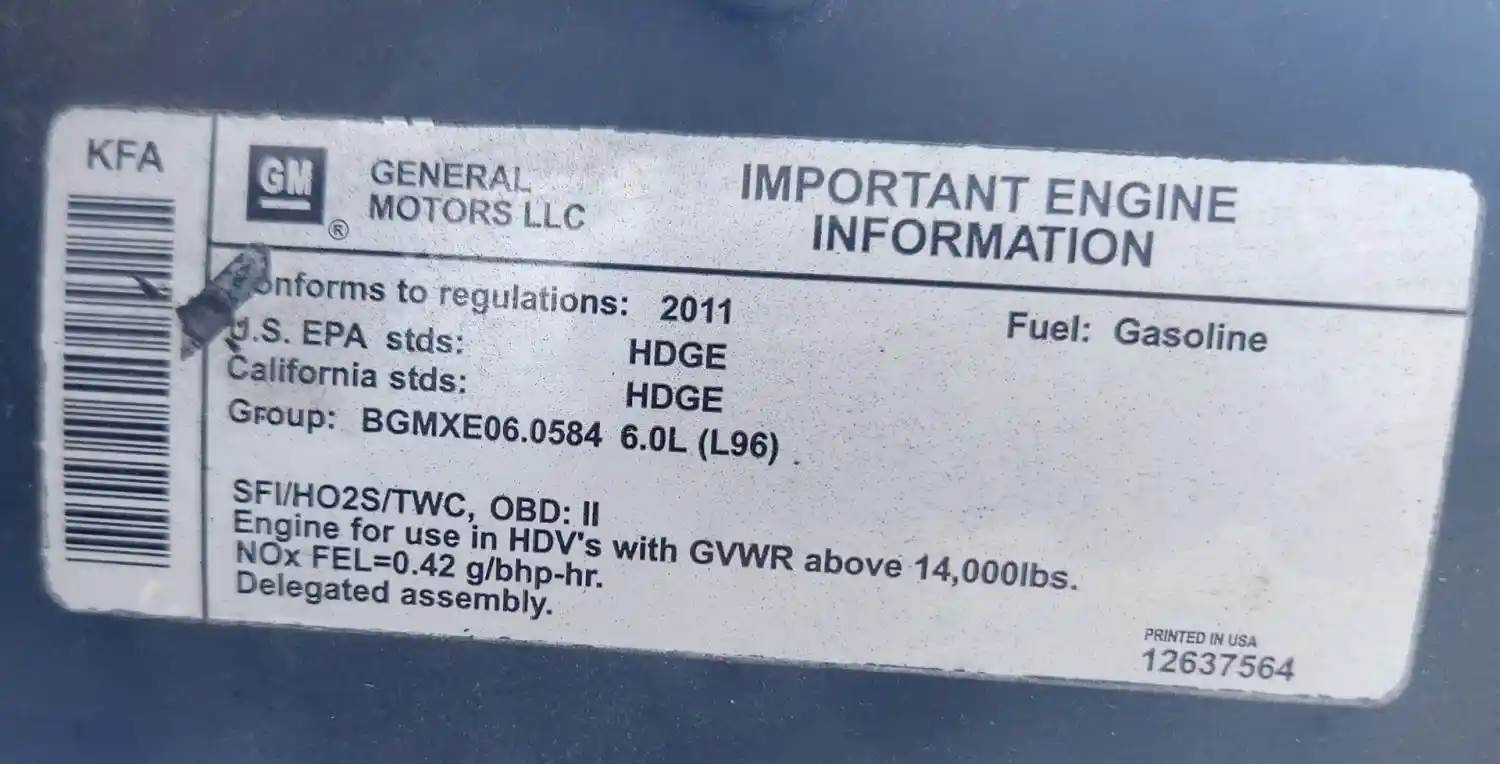 KFA
GM
®
GENERAL
MOTORS LLC
IMPORTANT ENGINE
INFORMATION
onforms to regulations: 2011
Fuel: Gasoline
U.S. EPA stds: HDGE
California stds: HDGE
Group: BGMXE06.0584 6.0L (L96) .
SFI/HO2S/TWC, OBD: II
Engine for use in HDV's with GVWR above 14,000lbs.
NOx FEL=0.42 g/bhp-hr.
Delegated assembly.
PRINTED IN USA
12637564